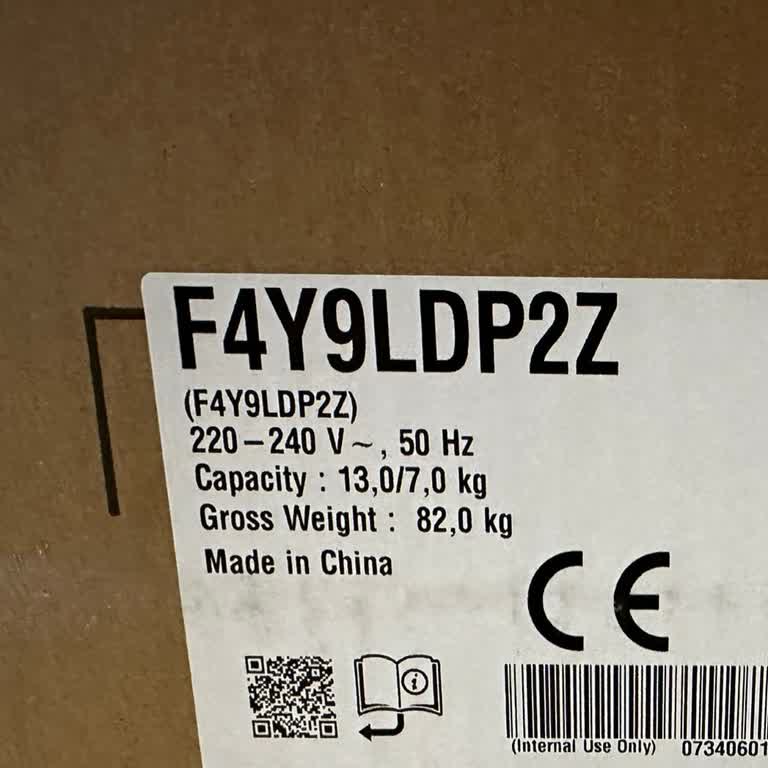 F4Y9LDP2Z
(F4Y9LDP2Z)
220–240 V~, 50 Hz
Capacity : 13,0/7,0 kg
Gross Weight : 82,0 kg
Made in China
CE
i
(Internal Use Only) 07340601